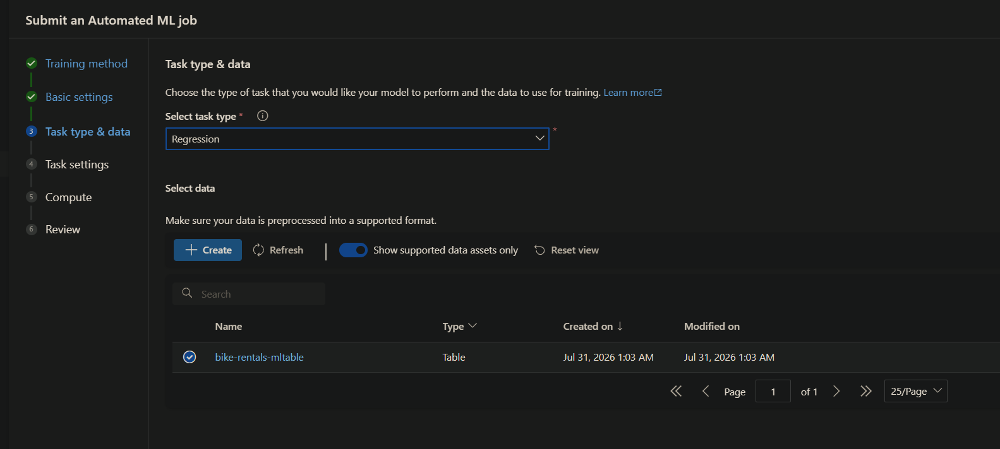 Submit an Automated ML job
Training method
Basic settings
3 Task type & data
4 Task settings
5 Compute
6 Review
Task type & data
Choose the type of task that you would like your model to perform and the data to use for training. Learn more
Select task type *
Regression *
Select data
Make sure your data is preprocessed into a supported format.
Create Refresh Show supported data assets only Reset view
Search
Name Type Created on Modified on
bike-rentals-mltable Table Jul 31, 2026 1:03 AM Jul 31, 2026 1:03 AM
Page 1 of 1 25/Page